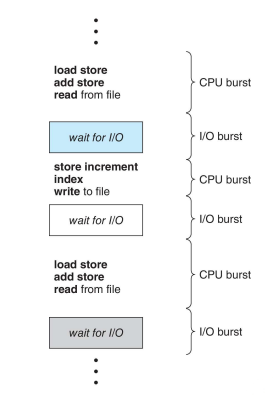 load store
add store
read from file
CPU burst
wait for I/O
I/O burst
store increment
index
write to file
CPU burst
wait for I/O
I/O burst
load store
add store
read from file
CPU burst
wait for I/O
I/O burst